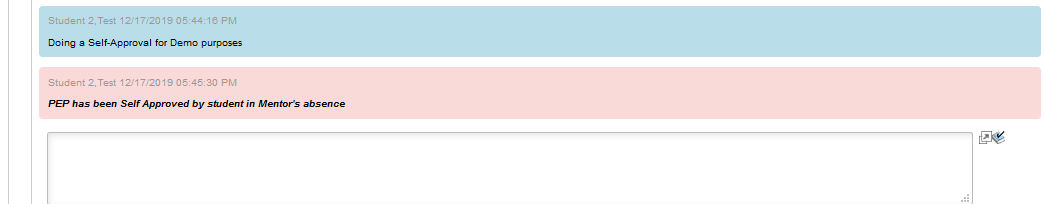 Student 2,Test 12/17/2019 05:44:16 PM
Doing a Self-Approval for Demo purposes
Student 2,Test 12/17/2019 05:45:30 PM
PEP has been Self Approved by student in Mentor's absence